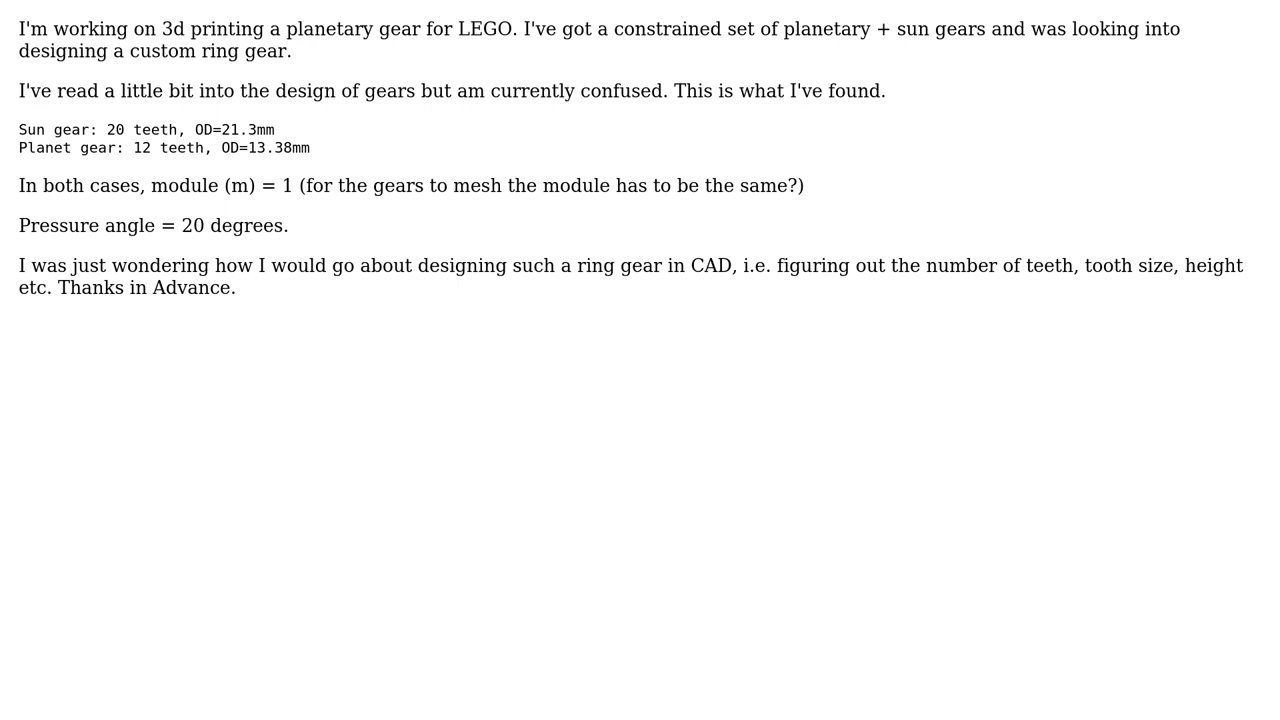 I'm working on 3d printing a planetary gear for LEGO. I've got a constrained set of planetary + sun gears and was looking into
designing a custom ring gear.
I've read a little bit into the design of gears but am currently confused. This is what I've found.
Sun gear: 20 teeth, OD=21.3mm
Planet gear: 12 teeth, OD=13.38mm
In both cases, module (m) = 1 (for the gears to mesh the module has to be the same?)
Pressure angle = 20 degrees.
I was just wondering how I would go about designing such a ring gear in CAD, i.e. figuring out the number of teeth, tooth size, height
etc. Thanks in Advance.